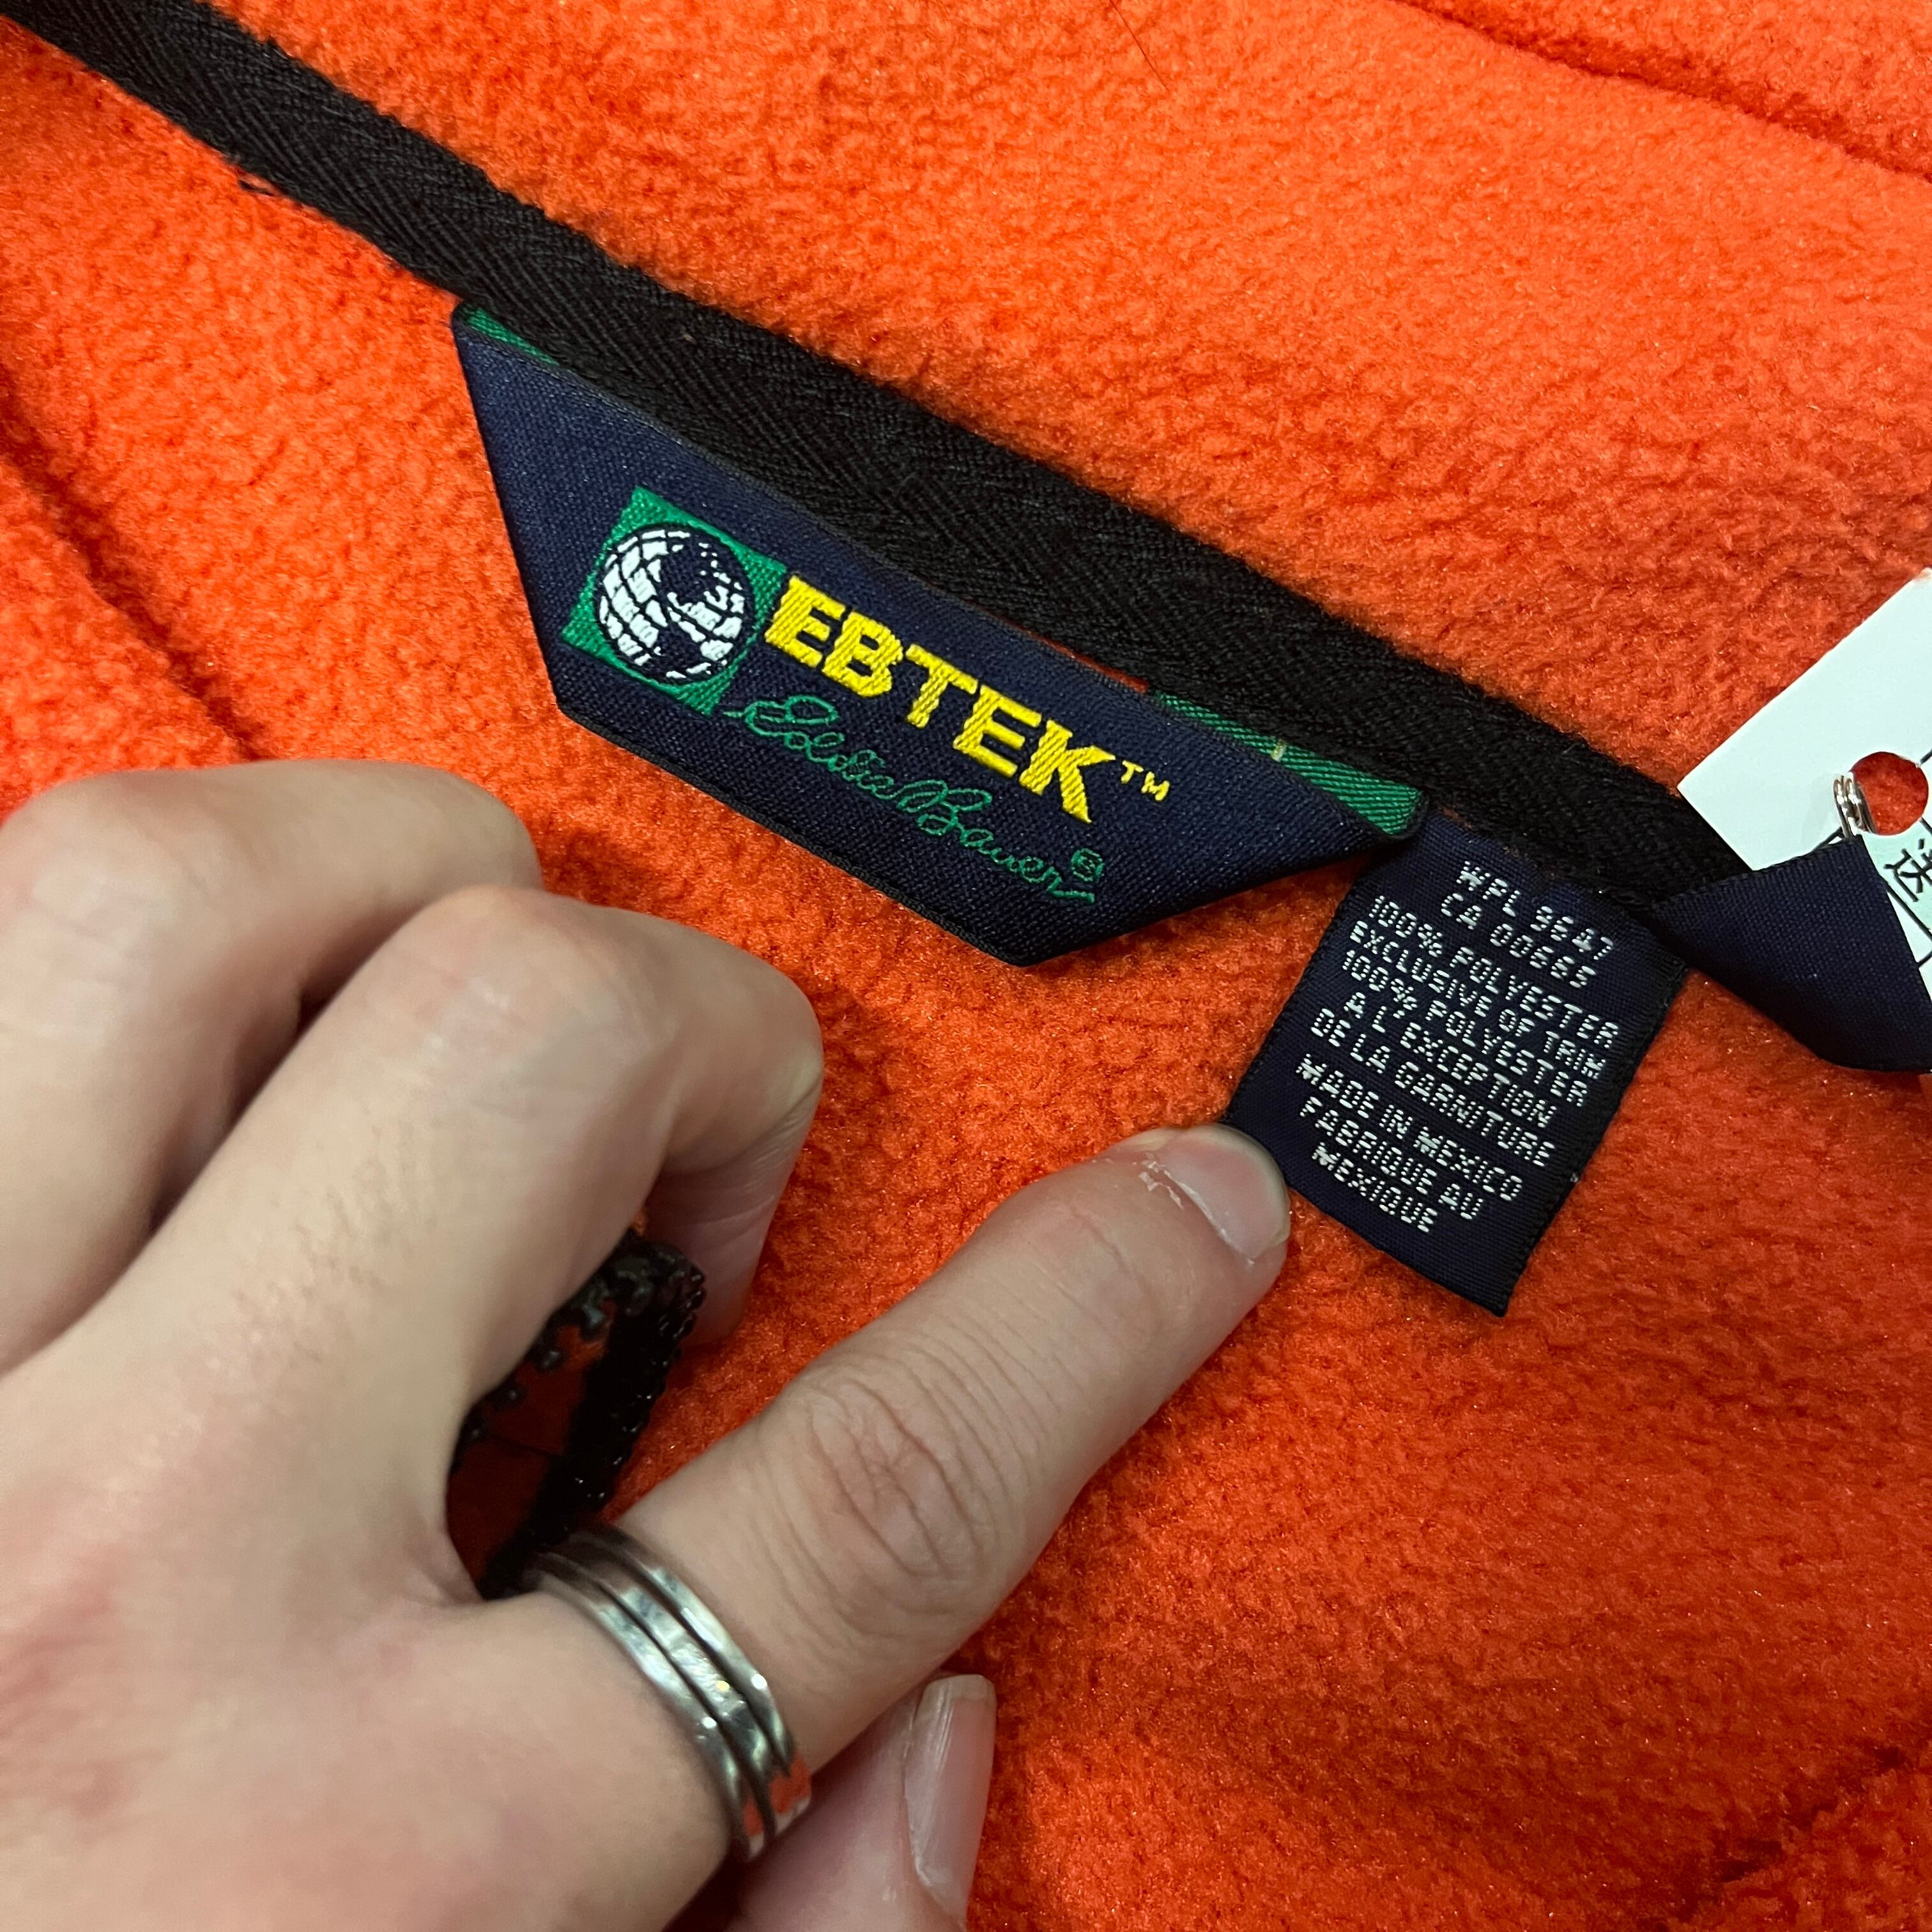 EBTEK™
Eddie Bauer®
WPL 9647
CA 00665
100% POLYESTER
EXCLUSIVE OF TRIM
100% POLYESTER
A L'EXCEPTION
DE LA GARNITURE
MADE IN MEXICO
FABRIQUE AU
MEXIQUE
送